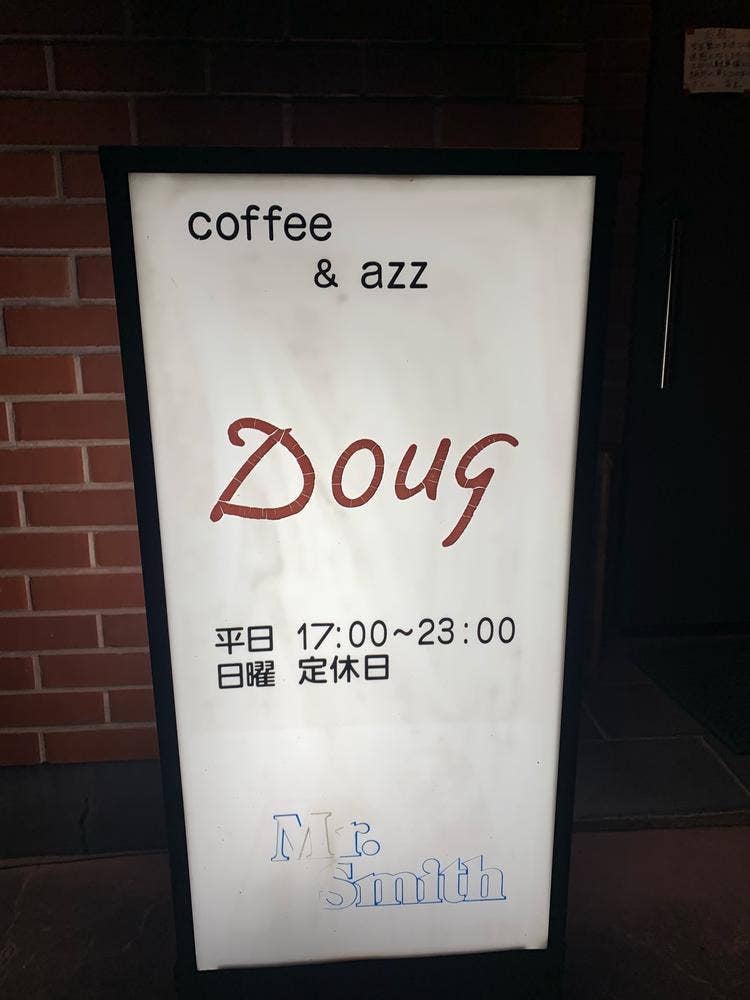 coffee
& azz
Doug
平日 17:00~23:00
日曜 定休日
Mr.
Smith